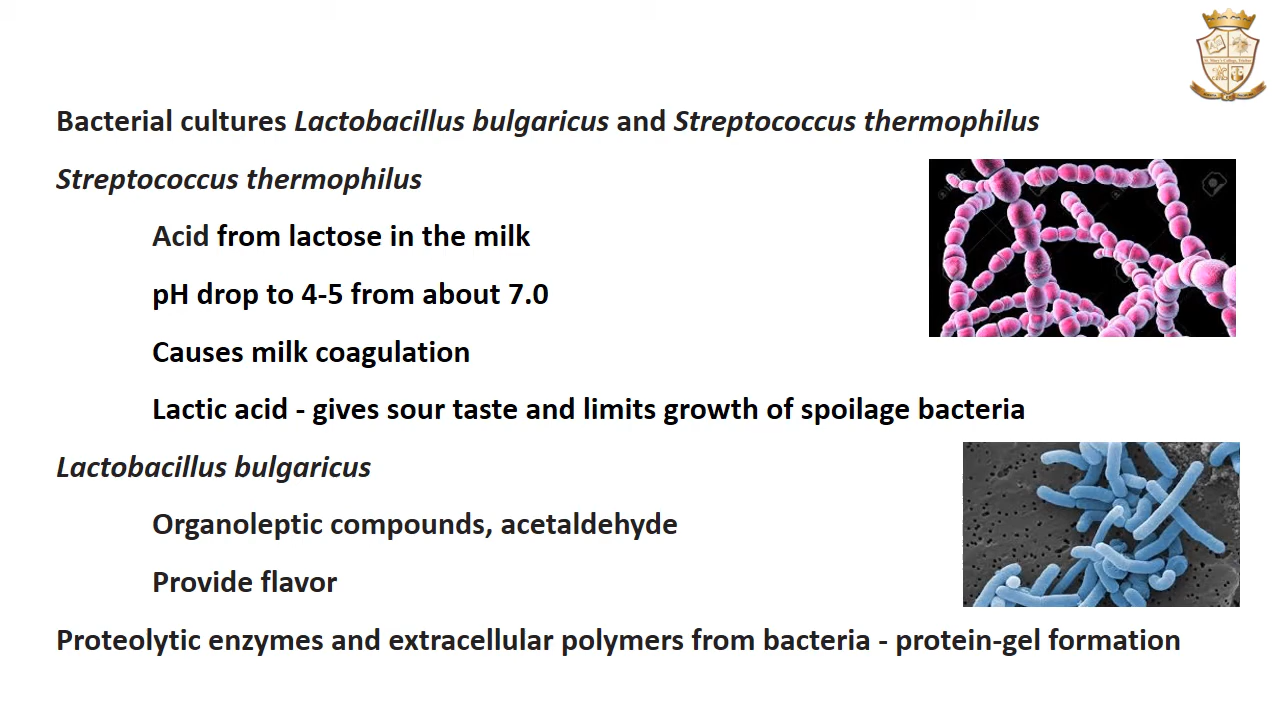 Bacterial cultures Lactobacillus bulgaricus and Streptococcus thermophilus
Streptococcus thermophilus
Acid from lactose in the milk
pH drop to 4-5 from about 7.0
Causes milk coagulation
Lactic acid - gives sour taste and limits growth of spoilage bacteria
Lactobacillus bulgaricus
Organoleptic compounds, acetaldehyde
Provide flavor
Proteolytic enzymes and extracellular polymers from bacteria - protein-gel formation